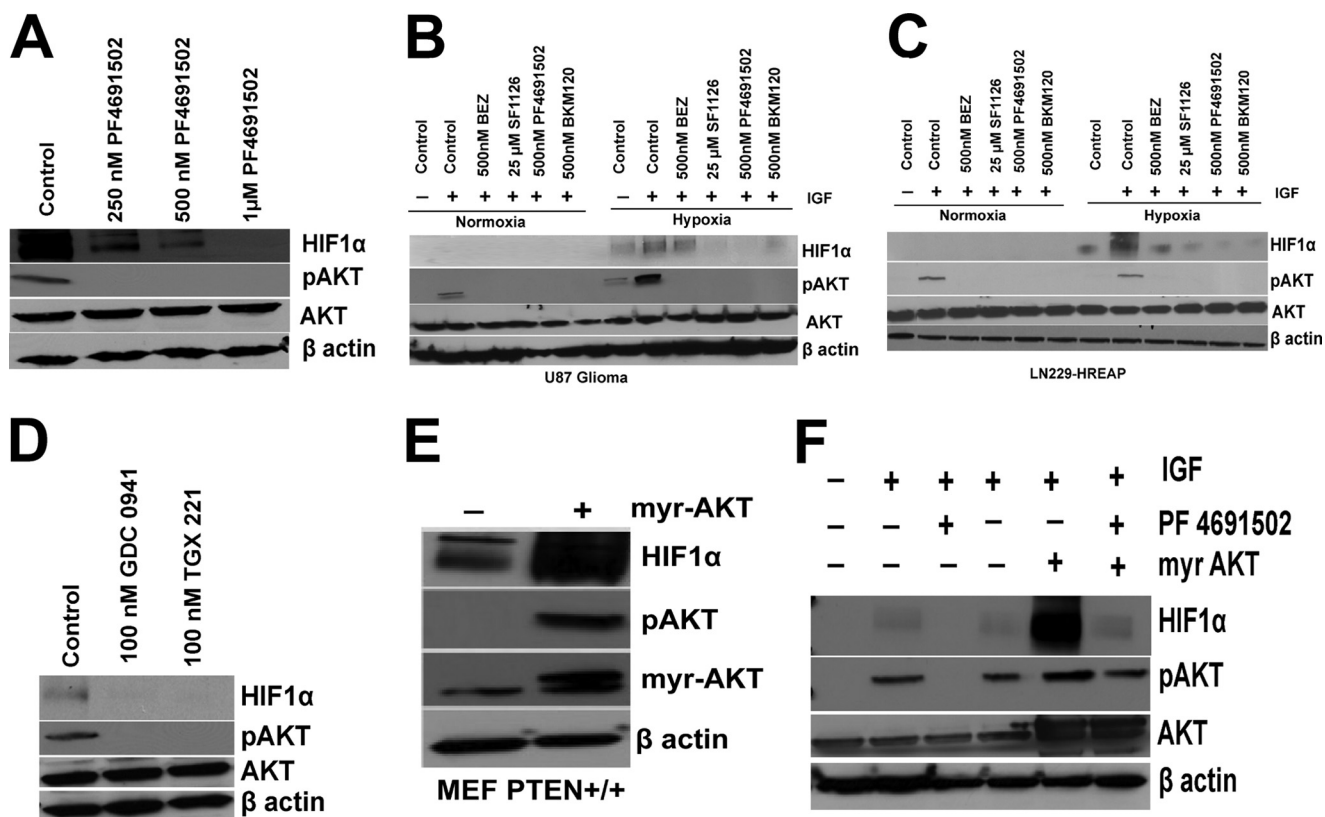 A
Control
250 nM PF4691502
500 nM PF4691502
1µM PF4691502
HIF1α
pAKT
AKT
β actin
B
Control
Control
500nM BEZ
25 µM SF1126
500nM PF4691502
500nM BKM120
Control
Control
500nM BEZ
25 µM SF1126
500nM PF4691502
500nM BKM120
– + + + + + – + + + + + IGF
Normoxia Hypoxia
HIF1α
pAKT
AKT
β actin
U87 Glioma
C
Control
Control
500nM BEZ
25 µM SF1126
500nM PF4691502
500nM BKM120
Control
Control
500nM BEZ
25 µM SF1126
500nM PF4691502
500nM BKM120
– + + + + + – + + + + + IGF
Normoxia Hypoxia
HIF1α
pAKT
AKT
β actin
LN229-HREAP
D
Control
100 nM GDC 0941
100 nM TGX 221
HIF1α
pAKT
AKT
β actin
E
– + myr-AKT
HIF1α
pAKT
myr-AKT
β actin
MEF PTEN+/+
F
– + + + + + IGF
– – + – – + PF 4691502
– – – – + + myr AKT
HIF1α
pAKT
AKT
β actin